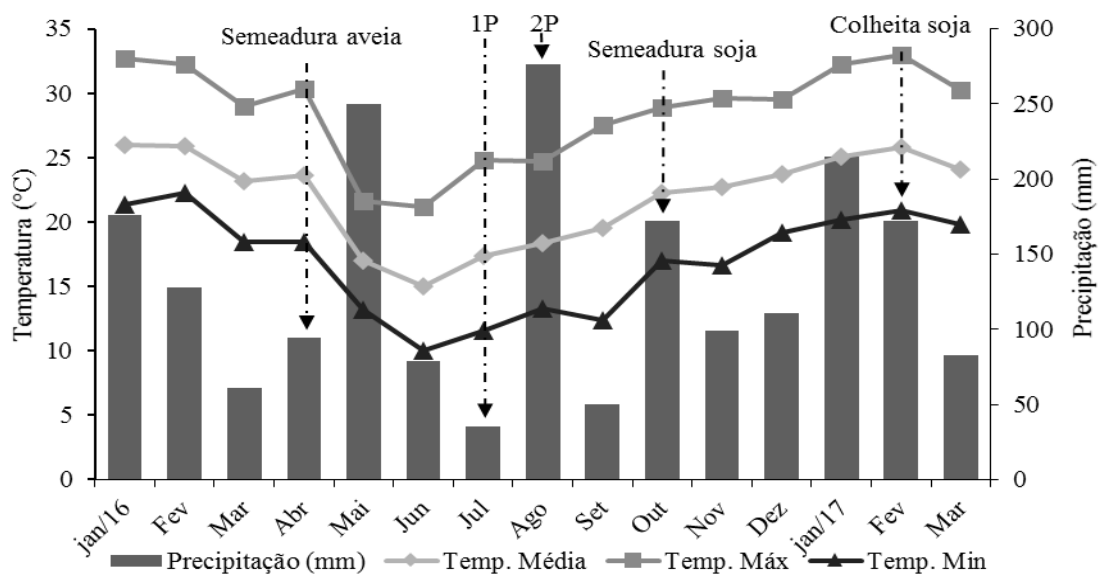 35 300
30 250
25 200
20 150
15 100
10 50
5 0
0
Temperatura (°C)
Precipitação (mm)
Semeadura aveia
1P
2P
Semeadura soja
Colheita soja
jan/16 Fev Mar Abr Mai Jun Jul Ago Set Out Nov Dez jan/17 Fev Mar
Precipitação (mm) Temp. Média Temp. Máx Temp. Min